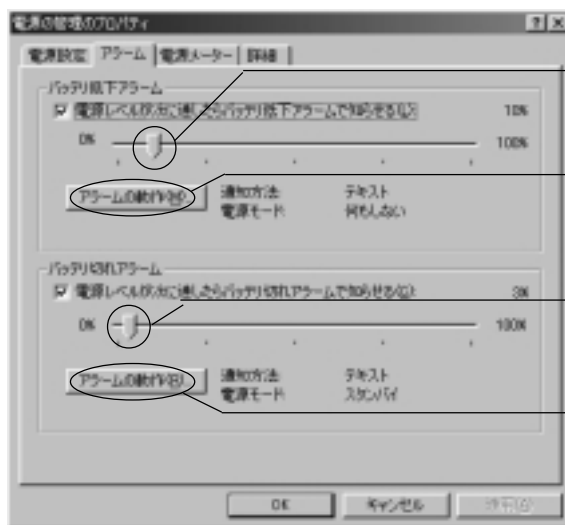 電源の管理のプロパティ
電源設定 アラーム 電源メーター 詳細
バッテリ低下アラーム
電源レベルが次に達したらバッテリ低下アラームで知らせる(L): 10%
0% 100%
アラームの動作(M)... 通知方法: テキスト
電源モード: 何もしない
バッテリ切れアラーム
電源レベルが次に達したらバッテリ切れアラームで知らせる(C): 3%
0% 100%
アラームの動作(R)... 通知方法: テキスト
電源モード: スタンバイ
OK キャンセル 適用(A)